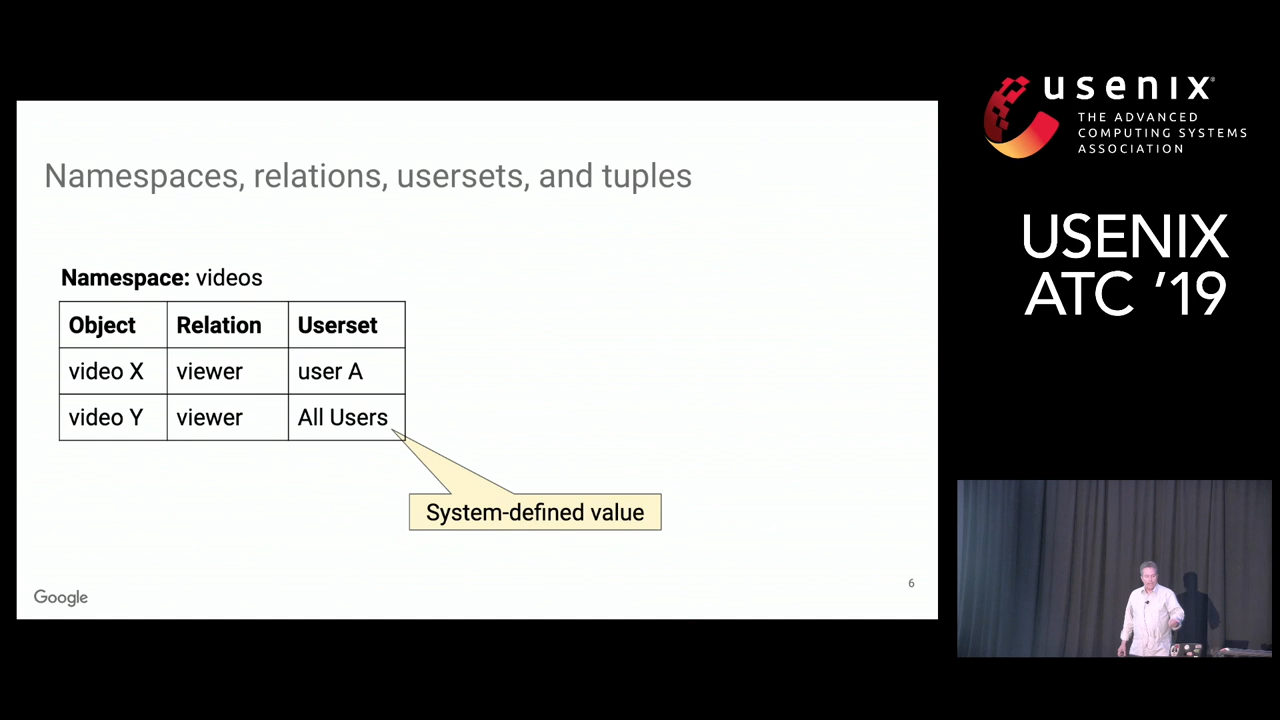 Namespaces, relations, usersets, and tuples
Namespace: videos
Object Relation Userset
video X viewer user A
video Y viewer All Users
System-defined value
6
Google
usenix
THE ADVANCED
COMPUTING SYSTEMS
ASSOCIATION
USENIX
ATC '19